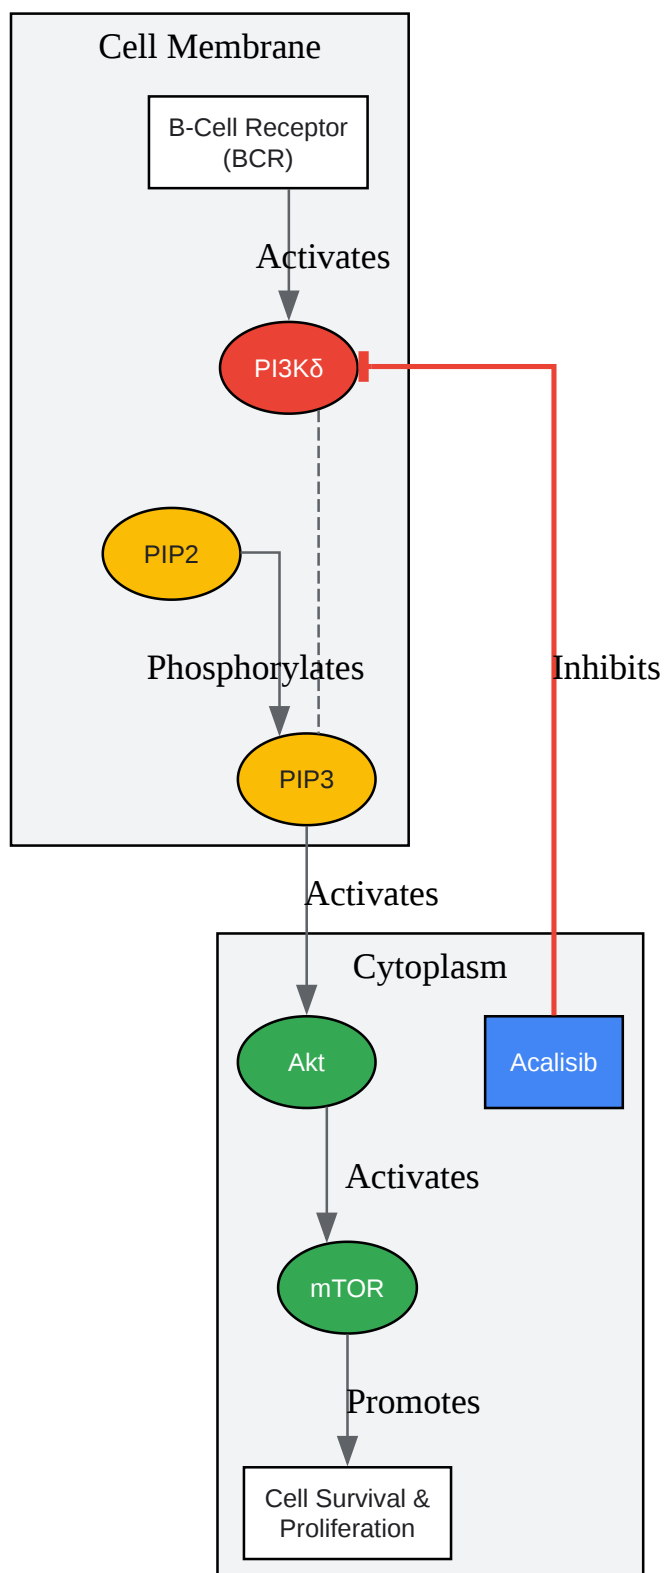 Cell Membrane
B-Cell Receptor
(BCR)
Activates
PI3Kδ
PIP2
Phosphorylates
Inhibits
PIP3
Activates
Cytoplasm
Akt
Acalisib
Activates
mTOR
Promotes
Cell Survival &
Proliferation